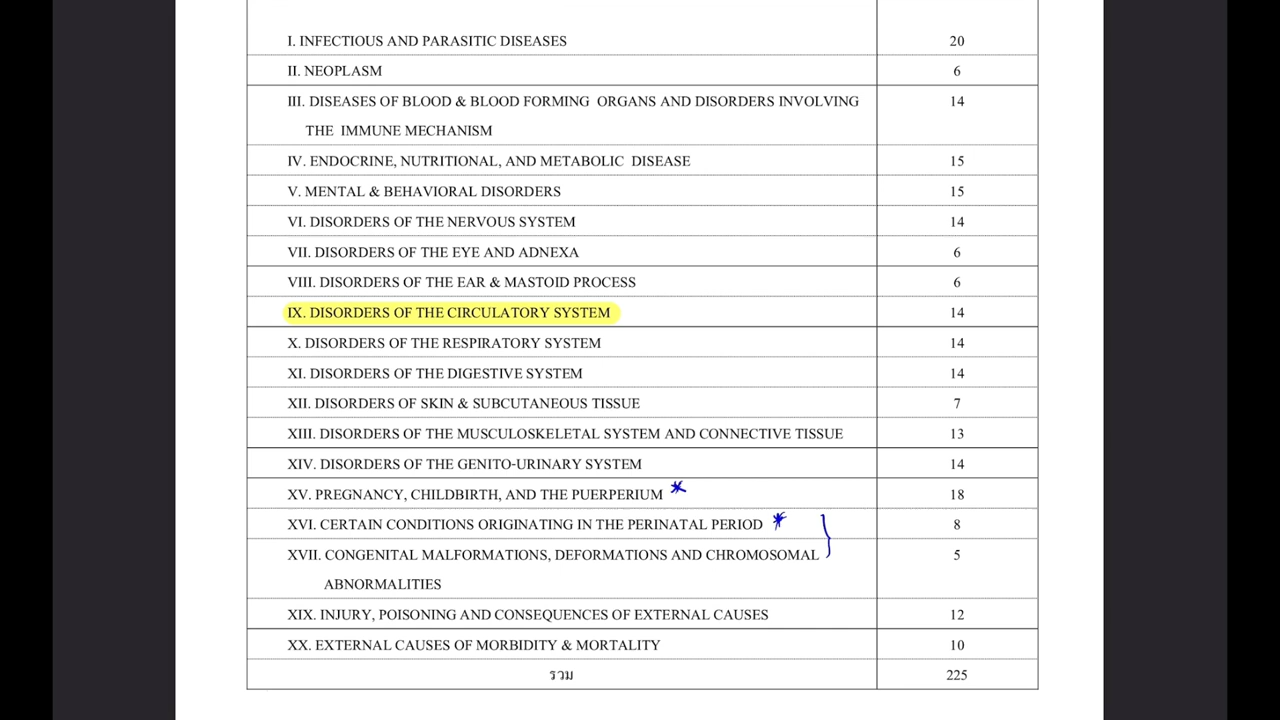 I. INFECTIOUS AND PARASITIC DISEASES 20
II. NEOPLASM 6
III. DISEASES OF BLOOD & BLOOD FORMING ORGANS AND DISORDERS INVOLVING 14
THE IMMUNE MECHANISM
IV. ENDOCRINE, NUTRITIONAL, AND METABOLIC DISEASE 15
V. MENTAL & BEHAVIORAL DISORDERS 15
VI. DISORDERS OF THE NERVOUS SYSTEM 14
VII. DISORDERS OF THE EYE AND ADNEXA 6
VIII. DISORDERS OF THE EAR & MASTOID PROCESS 6
IX. DISORDERS OF THE CIRCULATORY SYSTEM 14
X. DISORDERS OF THE RESPIRATORY SYSTEM 14
XI. DISORDERS OF THE DIGESTIVE SYSTEM 14
XII. DISORDERS OF SKIN & SUBCUTANEOUS TISSUE 7
XIII. DISORDERS OF THE MUSCULOSKELETAL SYSTEM AND CONNECTIVE TISSUE 13
XIV. DISORDERS OF THE GENITO-URINARY SYSTEM 14
XV. PREGNANCY, CHILDBIRTH, AND THE PUERPERIUM * 18
XVI. CERTAIN CONDITIONS ORIGINATING IN THE PERINATAL PERIOD * 8
XVII. CONGENITAL MALFORMATIONS, DEFORMATIONS AND CHROMOSOMAL 5
ABNORMALITIES
XIX. INJURY, POISONING AND CONSEQUENCES OF EXTERNAL CAUSES 12
XX. EXTERNAL CAUSES OF MORBIDITY & MORTALITY 10
รวม 225